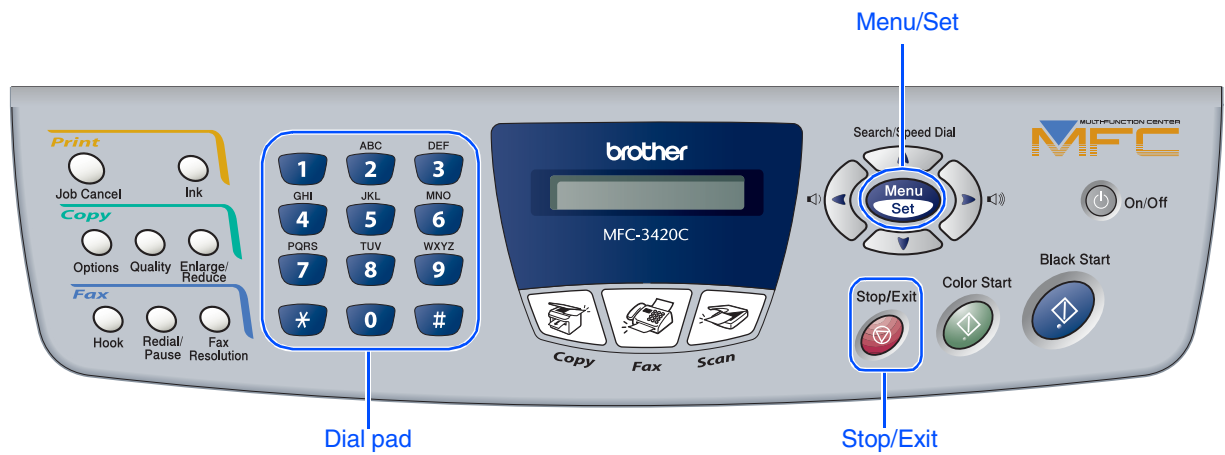 Menu/Set
Search/Speed Dial
MULTI-FUNCTION CENTER
MFC
Print
Job Cancel
Ink
Copy
Options
Quality
Enlarge/
Reduce
Fax
Hook
Redial/
Pause
Fax
Resolution
1
ABC
2
DEF
3
GHI
4
JKL
5
MNO
6
PQRS
7
TUV
8
WXYZ
9
*
0
#
brother
MFC-3420C
Copy
Fax
Scan
Menu
Set
On/Off
Stop/Exit
Color Start
Black Start
Dial pad
Stop/Exit